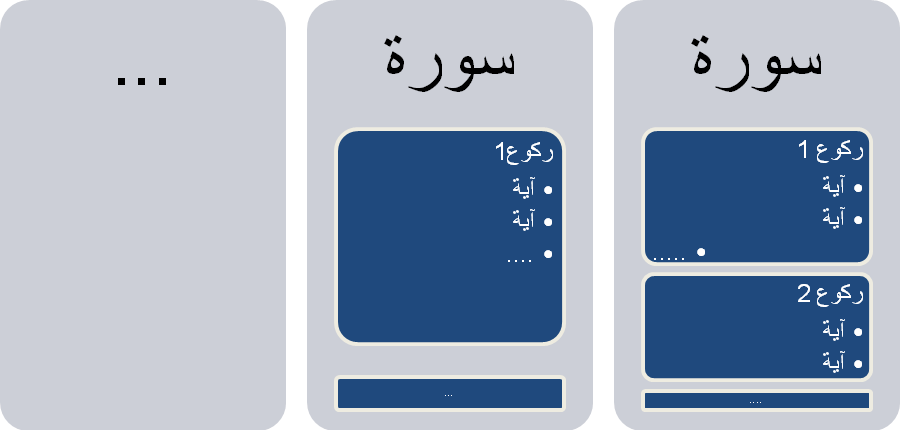 سورة
ركوع 1
• آية
• آية
• .....
ركوع 2
• آية
• آية
....
سورة
ركوع1
• آية
• آية
• ....
...
...